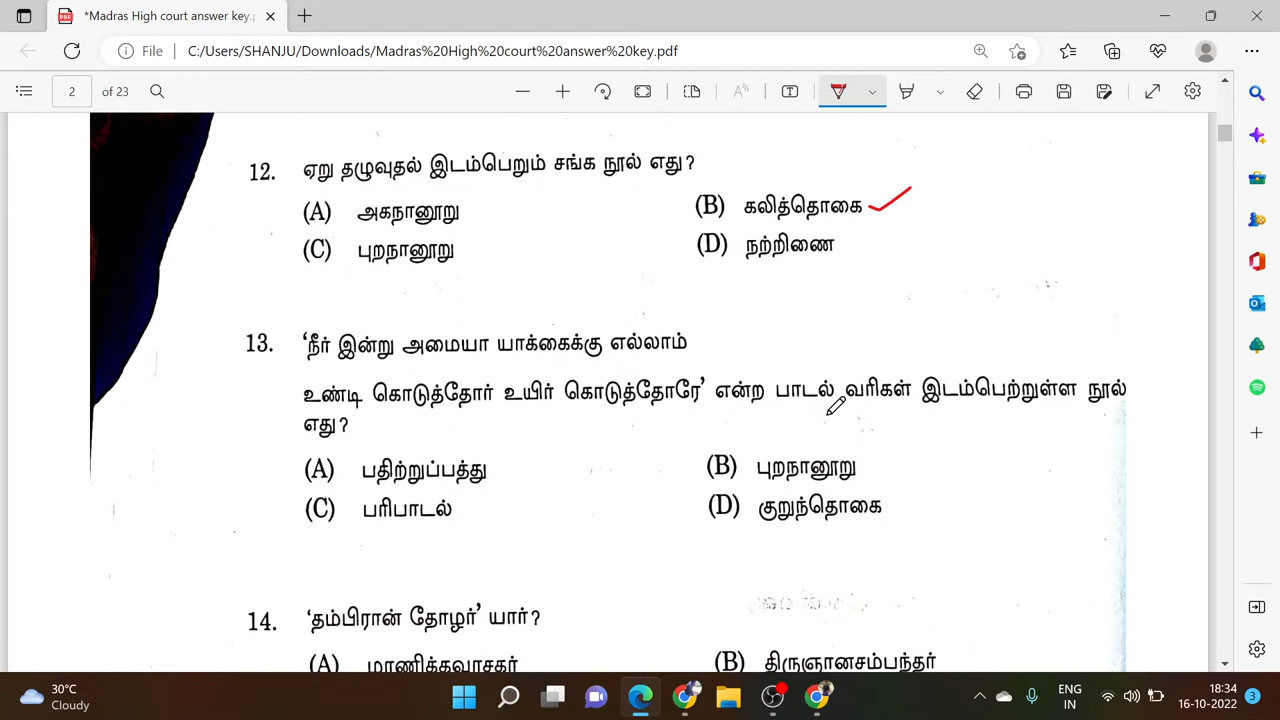 *Madras High court answer key.
File
C:/Users/SHANJU/Downloads/Madras%20High%20court%20answer%20key.pdf
2 of 23
12. ஏறு தழுவுதல் இடம்பெறும் சங்க நூல் எது?
(A) அகநானூறு (B) கலித்தொகை
(C) புறநானூறு (D) நற்றிணை
13. ‘நீர் இன்று அமையா யாக்கைக்கு எல்லாம்
உண்டி கொடுத்தோர் உயிர் கொடுத்தோரே’ என்ற பாடல் வரிகள் இடம்பெற்றுள்ள நூல்
எது?
(A) பதிற்றுப்பத்து (B) புறநானூறு
(C) பரிபாடல் (D) குறுந்தொகை
14. ‘தம்பிரான் தோழர்’ யார்?
(A) மாணிக்கவாசகர் (B) திருஞானசம்பந்தர்
30°C
Cloudy
ENG
IN
18:34
16-10-2022
3